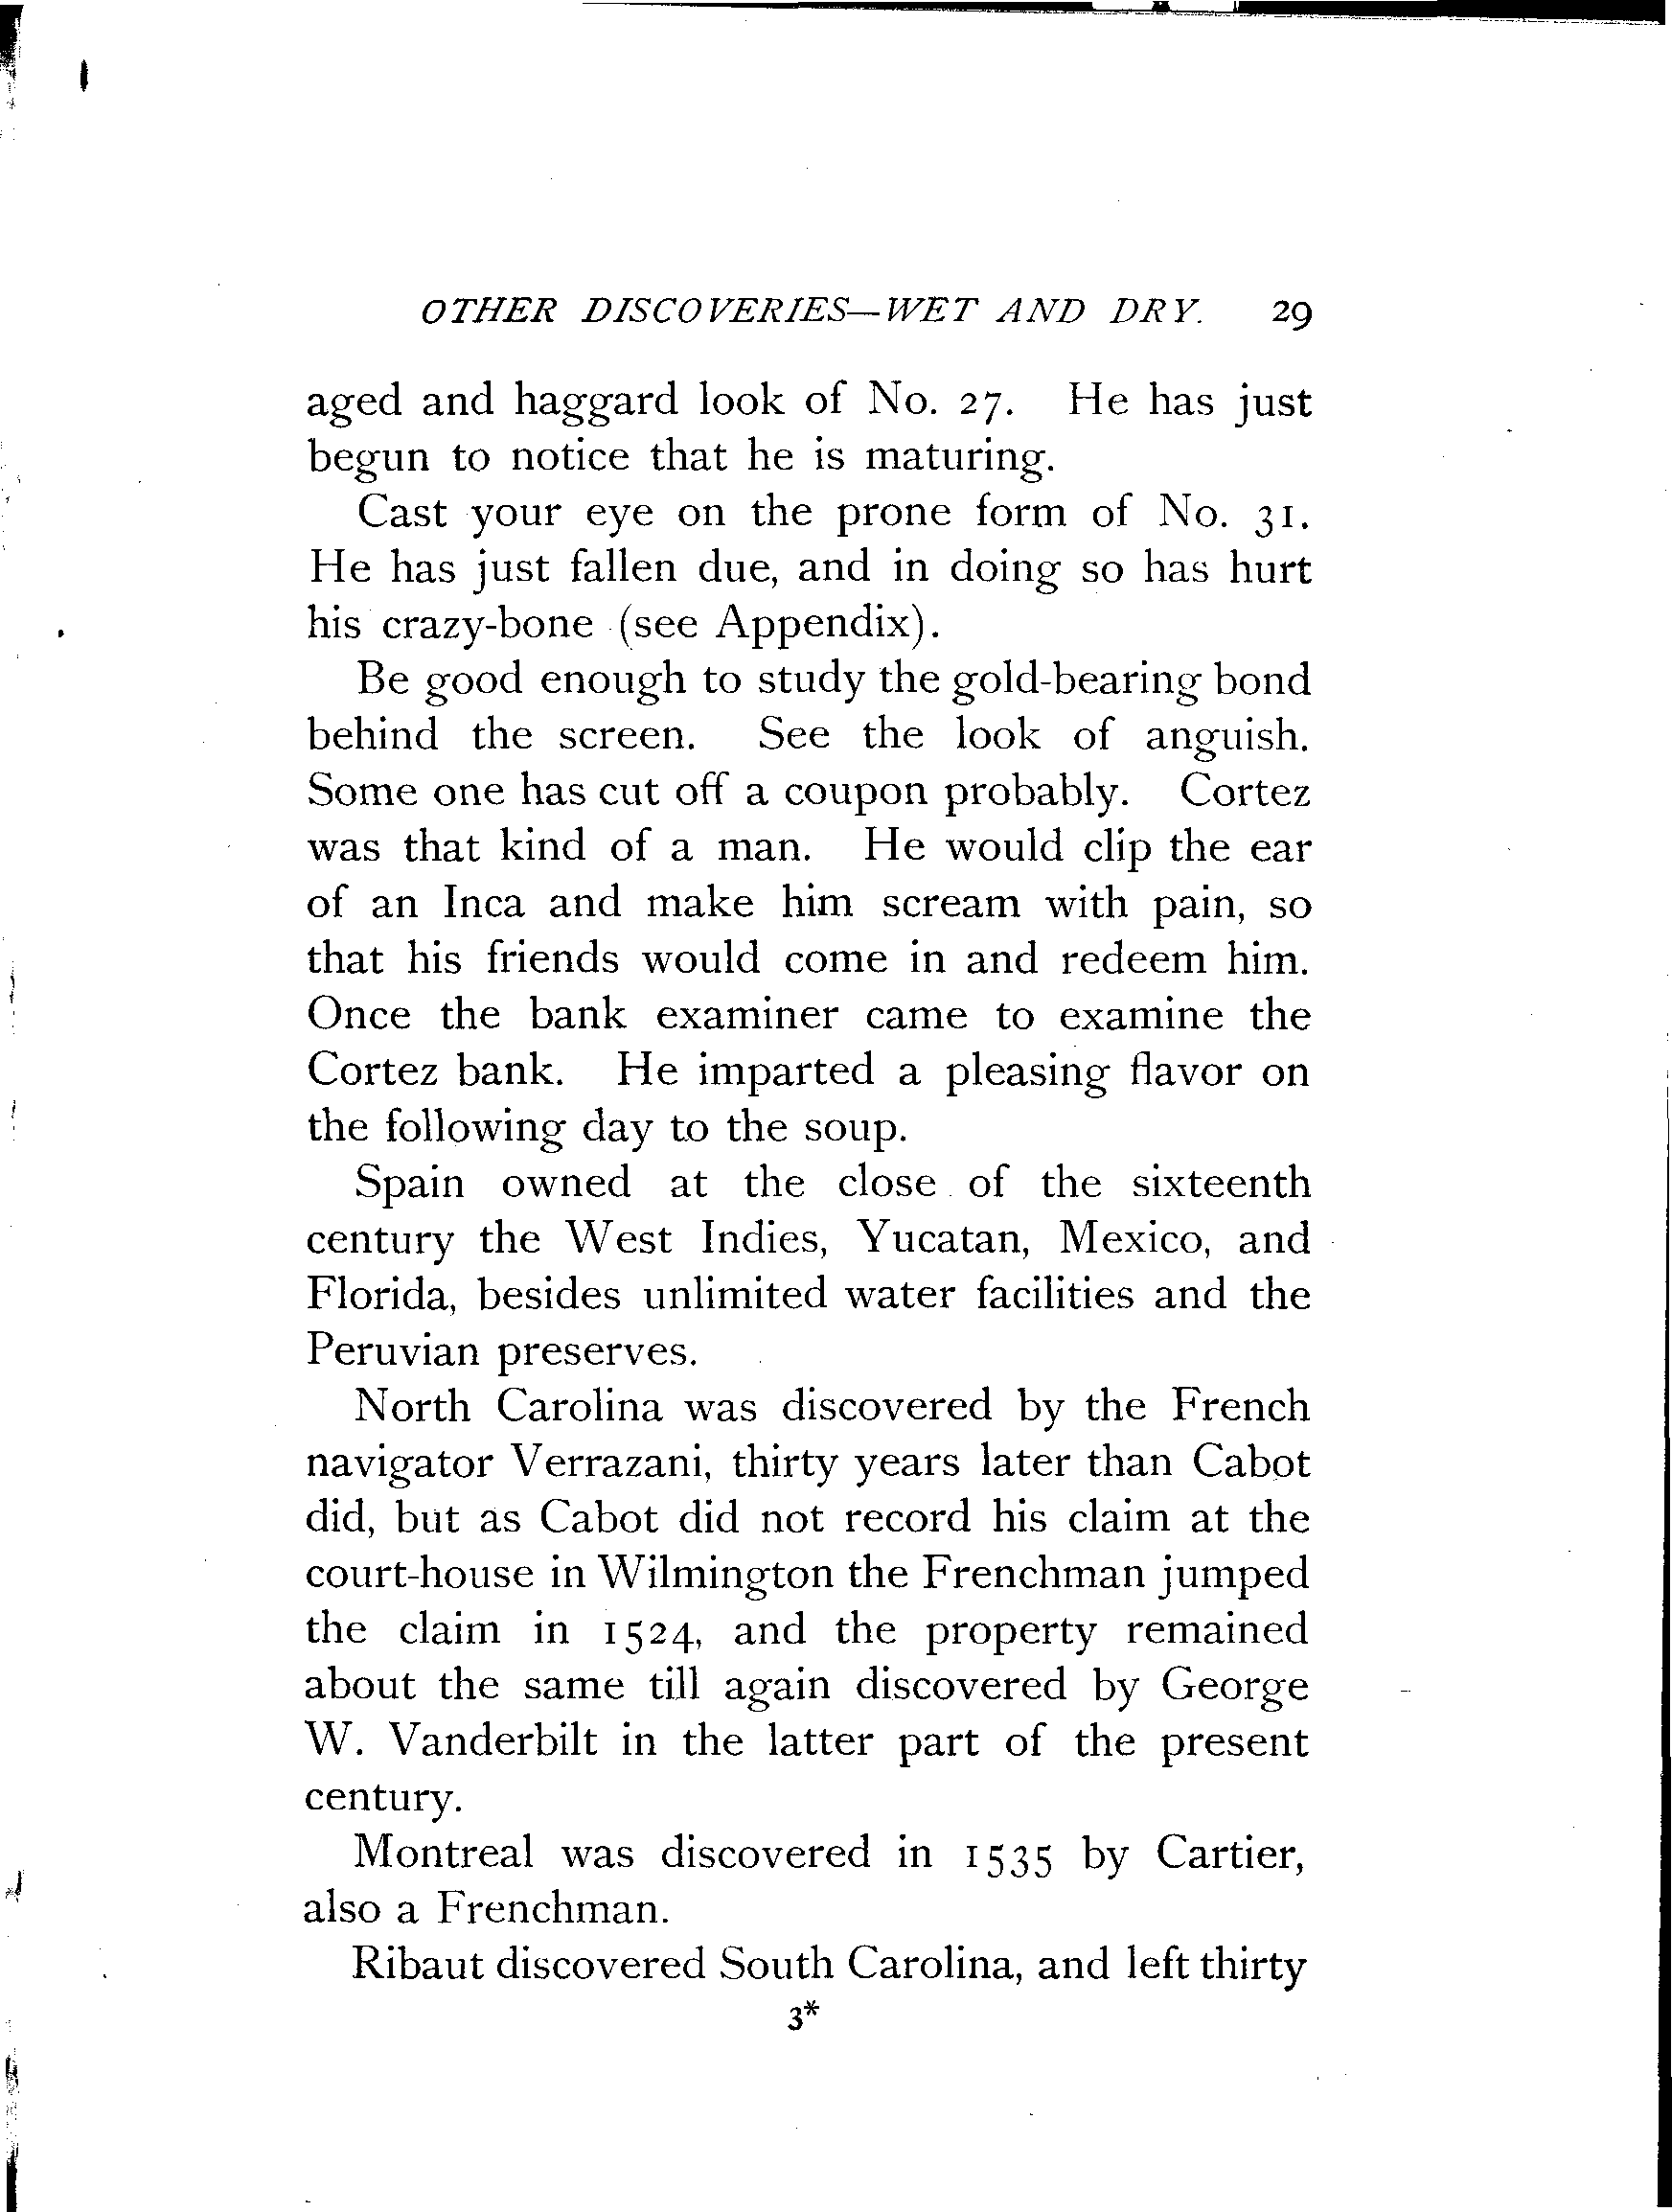 OTHER DISCOVERIES—WET AND DRY. 29
aged and haggard look of No. 27. He has just
begun to notice that he is maturing.
Cast your eye on the prone form of No. 31.
He has just fallen due, and in doing so has hurt
his crazy-bone (see Appendix).
Be good enough to study the gold-bearing bond
behind the screen. See the look of anguish.
Some one has cut off a coupon probably. Cortez
was that kind of a man. He would clip the ear
of an Inca and make him scream with pain, so
that his friends would come in and redeem him.
Once the bank examiner came to examine the
Cortez bank. He imparted a pleasing flavor on
the following day to the soup.
Spain owned at the close of the sixteenth
century the West Indies, Yucatan, Mexico, and
Florida, besides unlimited water facilities and the
Peruvian preserves.
North Carolina was discovered by the French
navigator Verrazani, thirty years later than Cabot
did, but as Cabot did not record his claim at the
court-house in Wilmington the Frenchman jumped
the claim in 1524, and the property remained
about the same till again discovered by George
W. Vanderbilt in the latter part of the present
century.
Montreal was discovered in 1535 by Cartier,
also a Frenchman.
Ribaut discovered South Carolina, and left thirty
3*